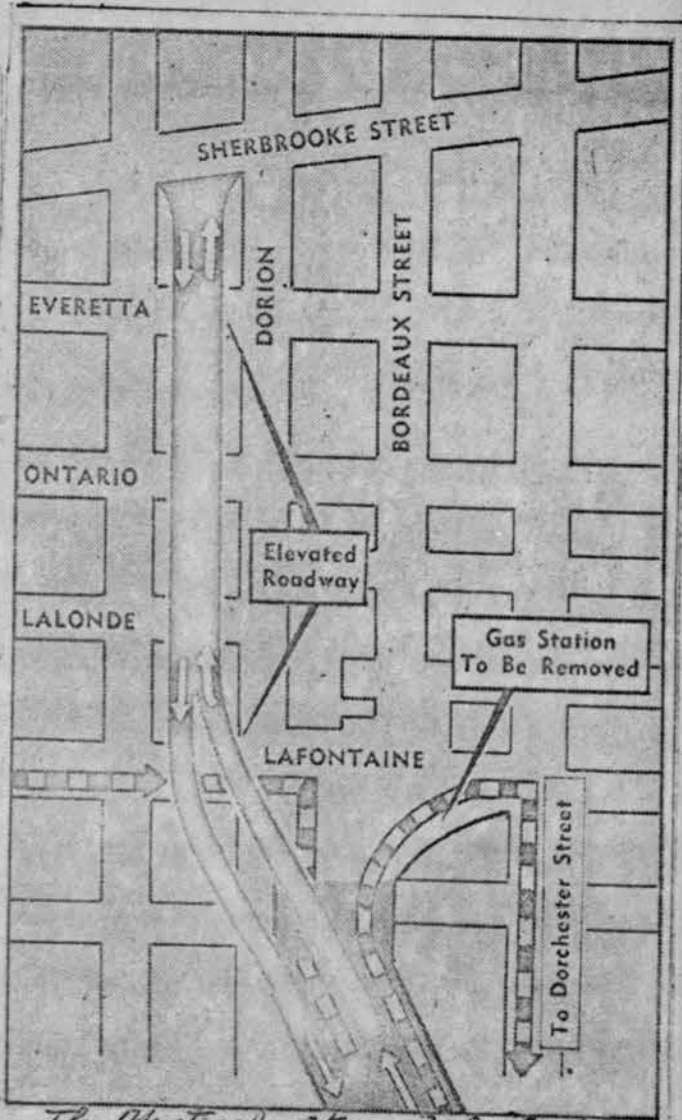 SHERBROOKE STREET
EVERETTA
DORION
BORDEAUX STREET
ONTARIO
Elevated
Roadway
LALONDE
Gas Station
To Be Removed
LAFONTAINE
To Dorchester Street
The